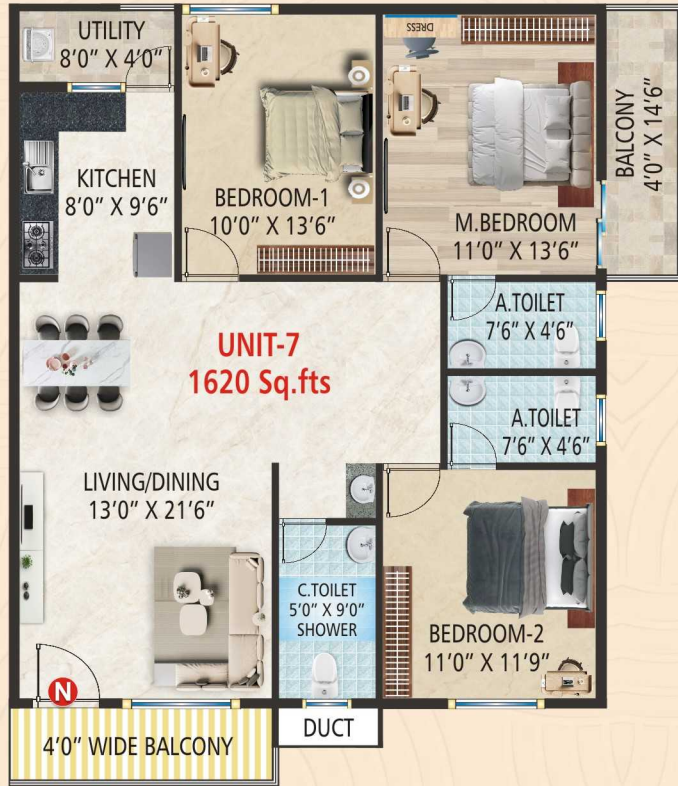 UTILITY
8'0” X 4'0”
DRESS
BALCONY
4'0” X 14'6”
KITCHEN
8'0” X 9'6”
BEDROOM-1
10'0” X 13'6”
M.BEDROOM
11'0” X 13'6”
A.TOILET
7'6” X 4'6”
UNIT-7
1620 Sq.fts
A.TOILET
7'6” X 4'6”
LIVING/DINING
13'0” X 21'6”
C.TOILET
5'0” X 9'0”
SHOWER
BEDROOM-2
11'0” X 11'9”
N
4'0” WIDE BALCONY
DUCT